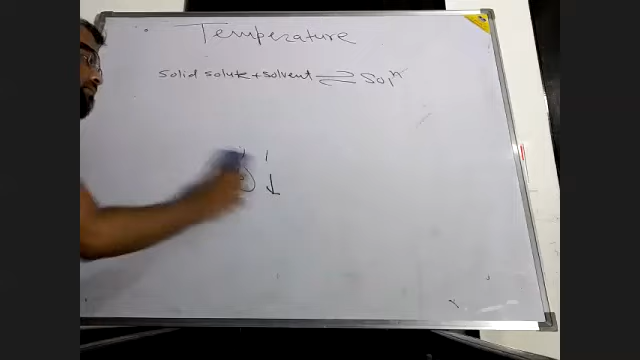 Temperature
solid solute + solvent ⇌ Solⁿ